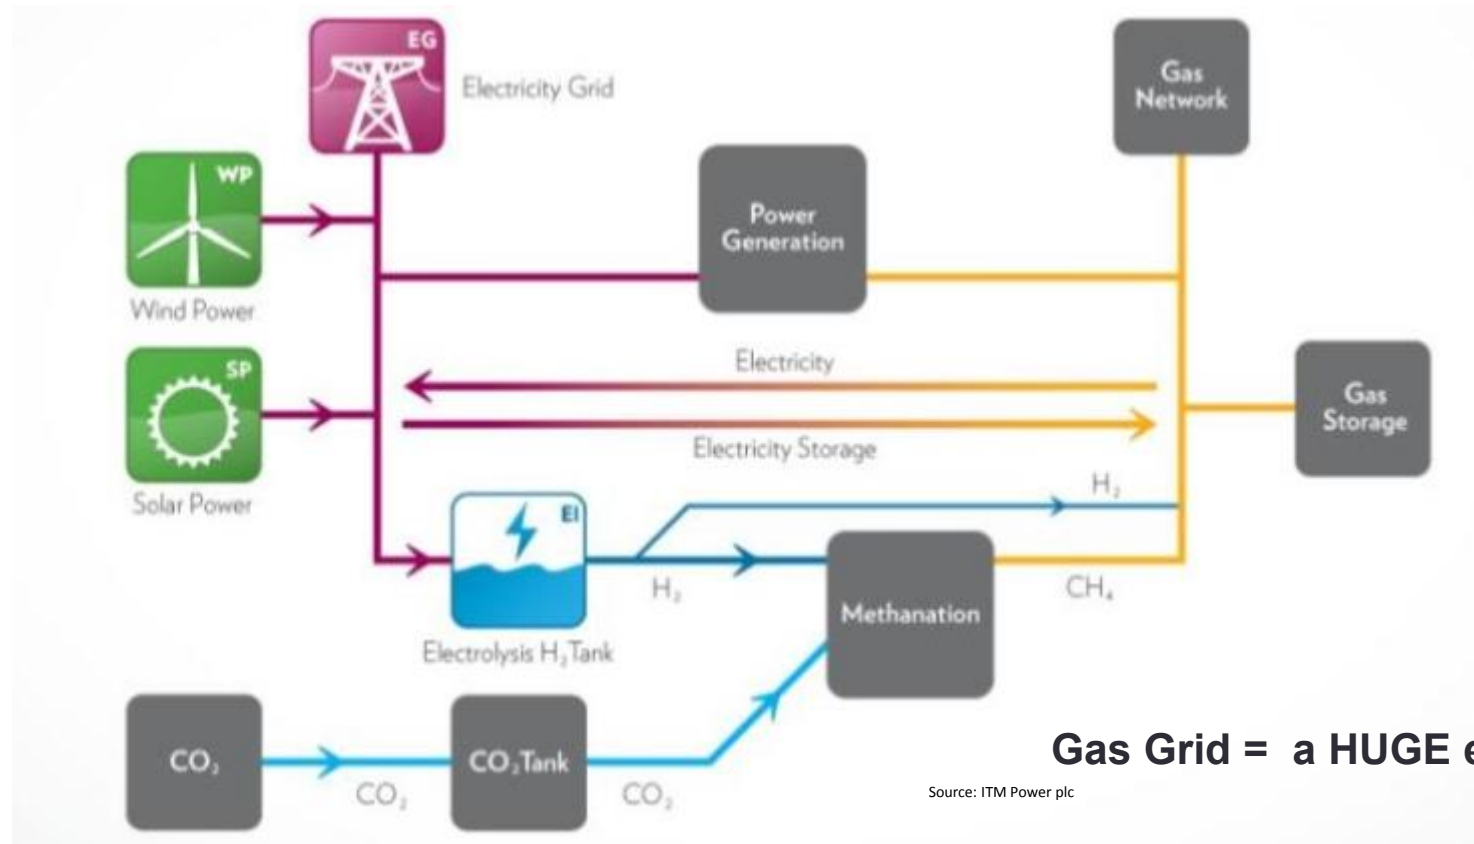 EG
Electricity Grid
Gas
Network
WP
Wind Power
Power
Generation
Electricity
SP
Solar Power
Gas
Storage
Electricity Storage
H₂
EI
H₂
Electrolysis H₂Tank
Methanation
CH₄
CO₂
CO₂
CO₂Tank
CO₂
Gas Grid = a HUGE e
Source: ITM Power plc